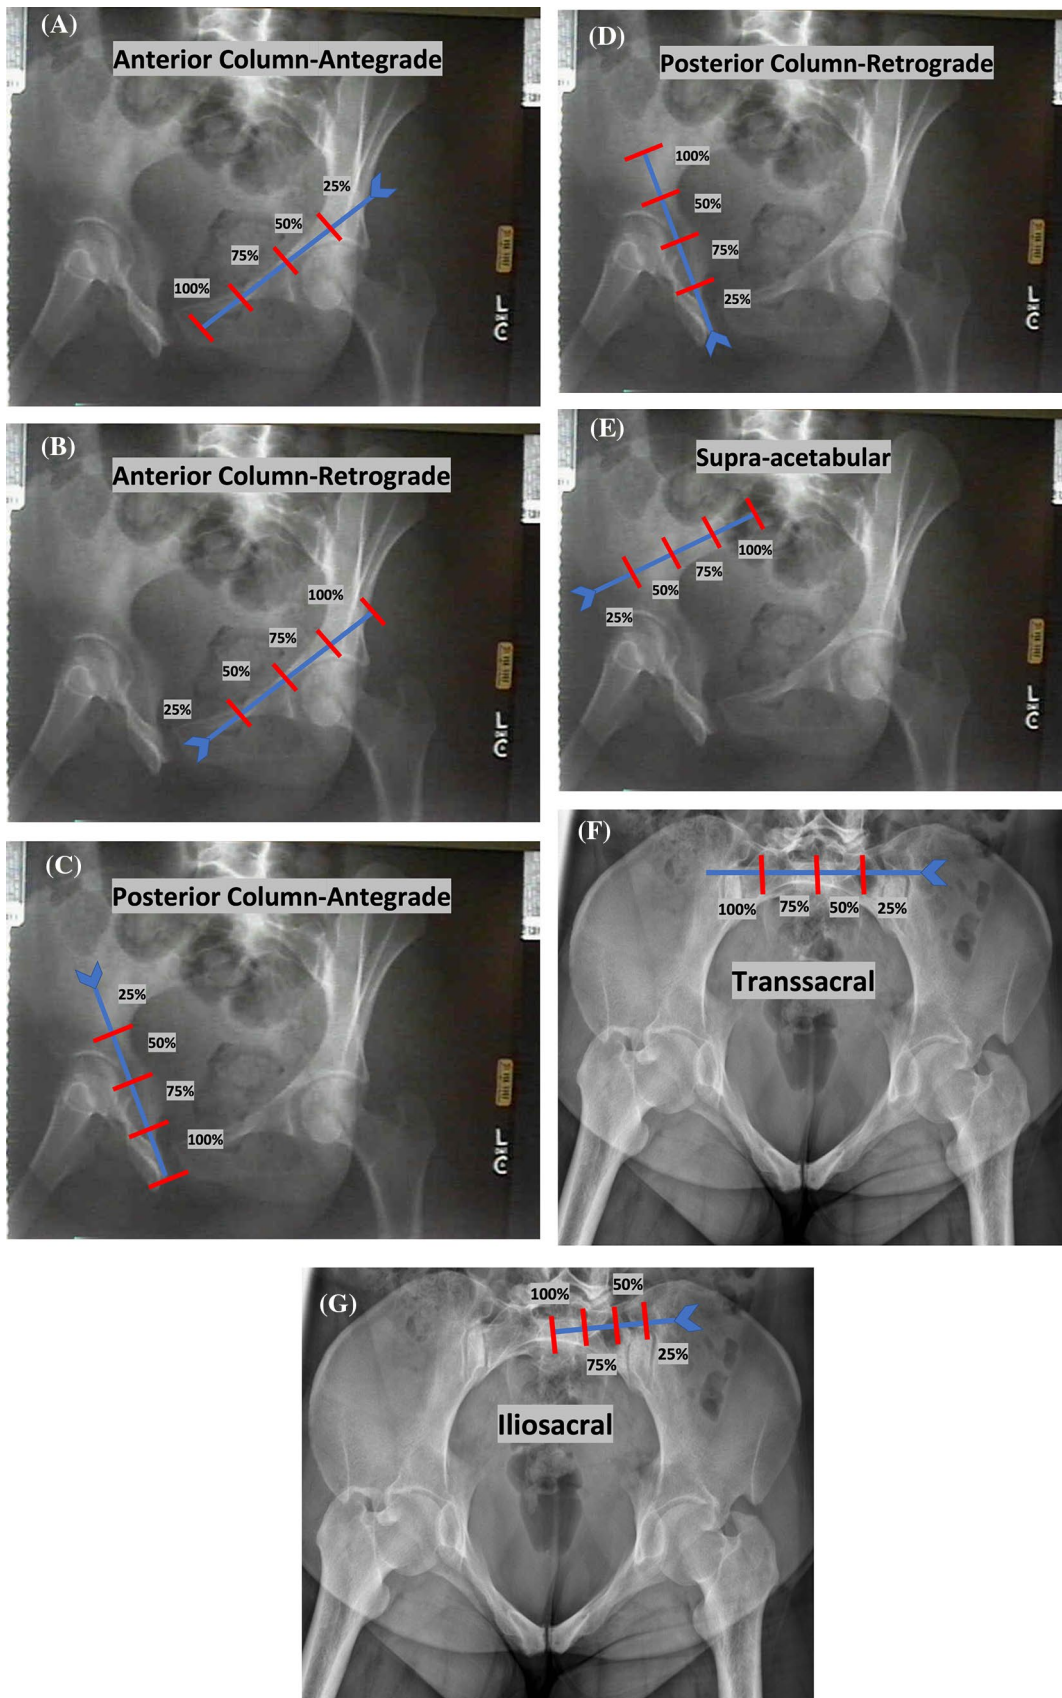 (A)
Anterior Column-Antegrade
25%
50%
75%
100%
(B)
Anterior Column-Retrograde
100%
75%
50%
25%
(C)
Posterior Column-Antegrade
25%
50%
75%
100%
(D)
Posterior Column-Retrograde
100%
50%
75%
25%
(E)
Supra-acetabular
100%
75%
50%
25%
(F)
100% 75% 50% 25%
Transsacral
(G)
50%
100%
25%
75%
Iliosacral